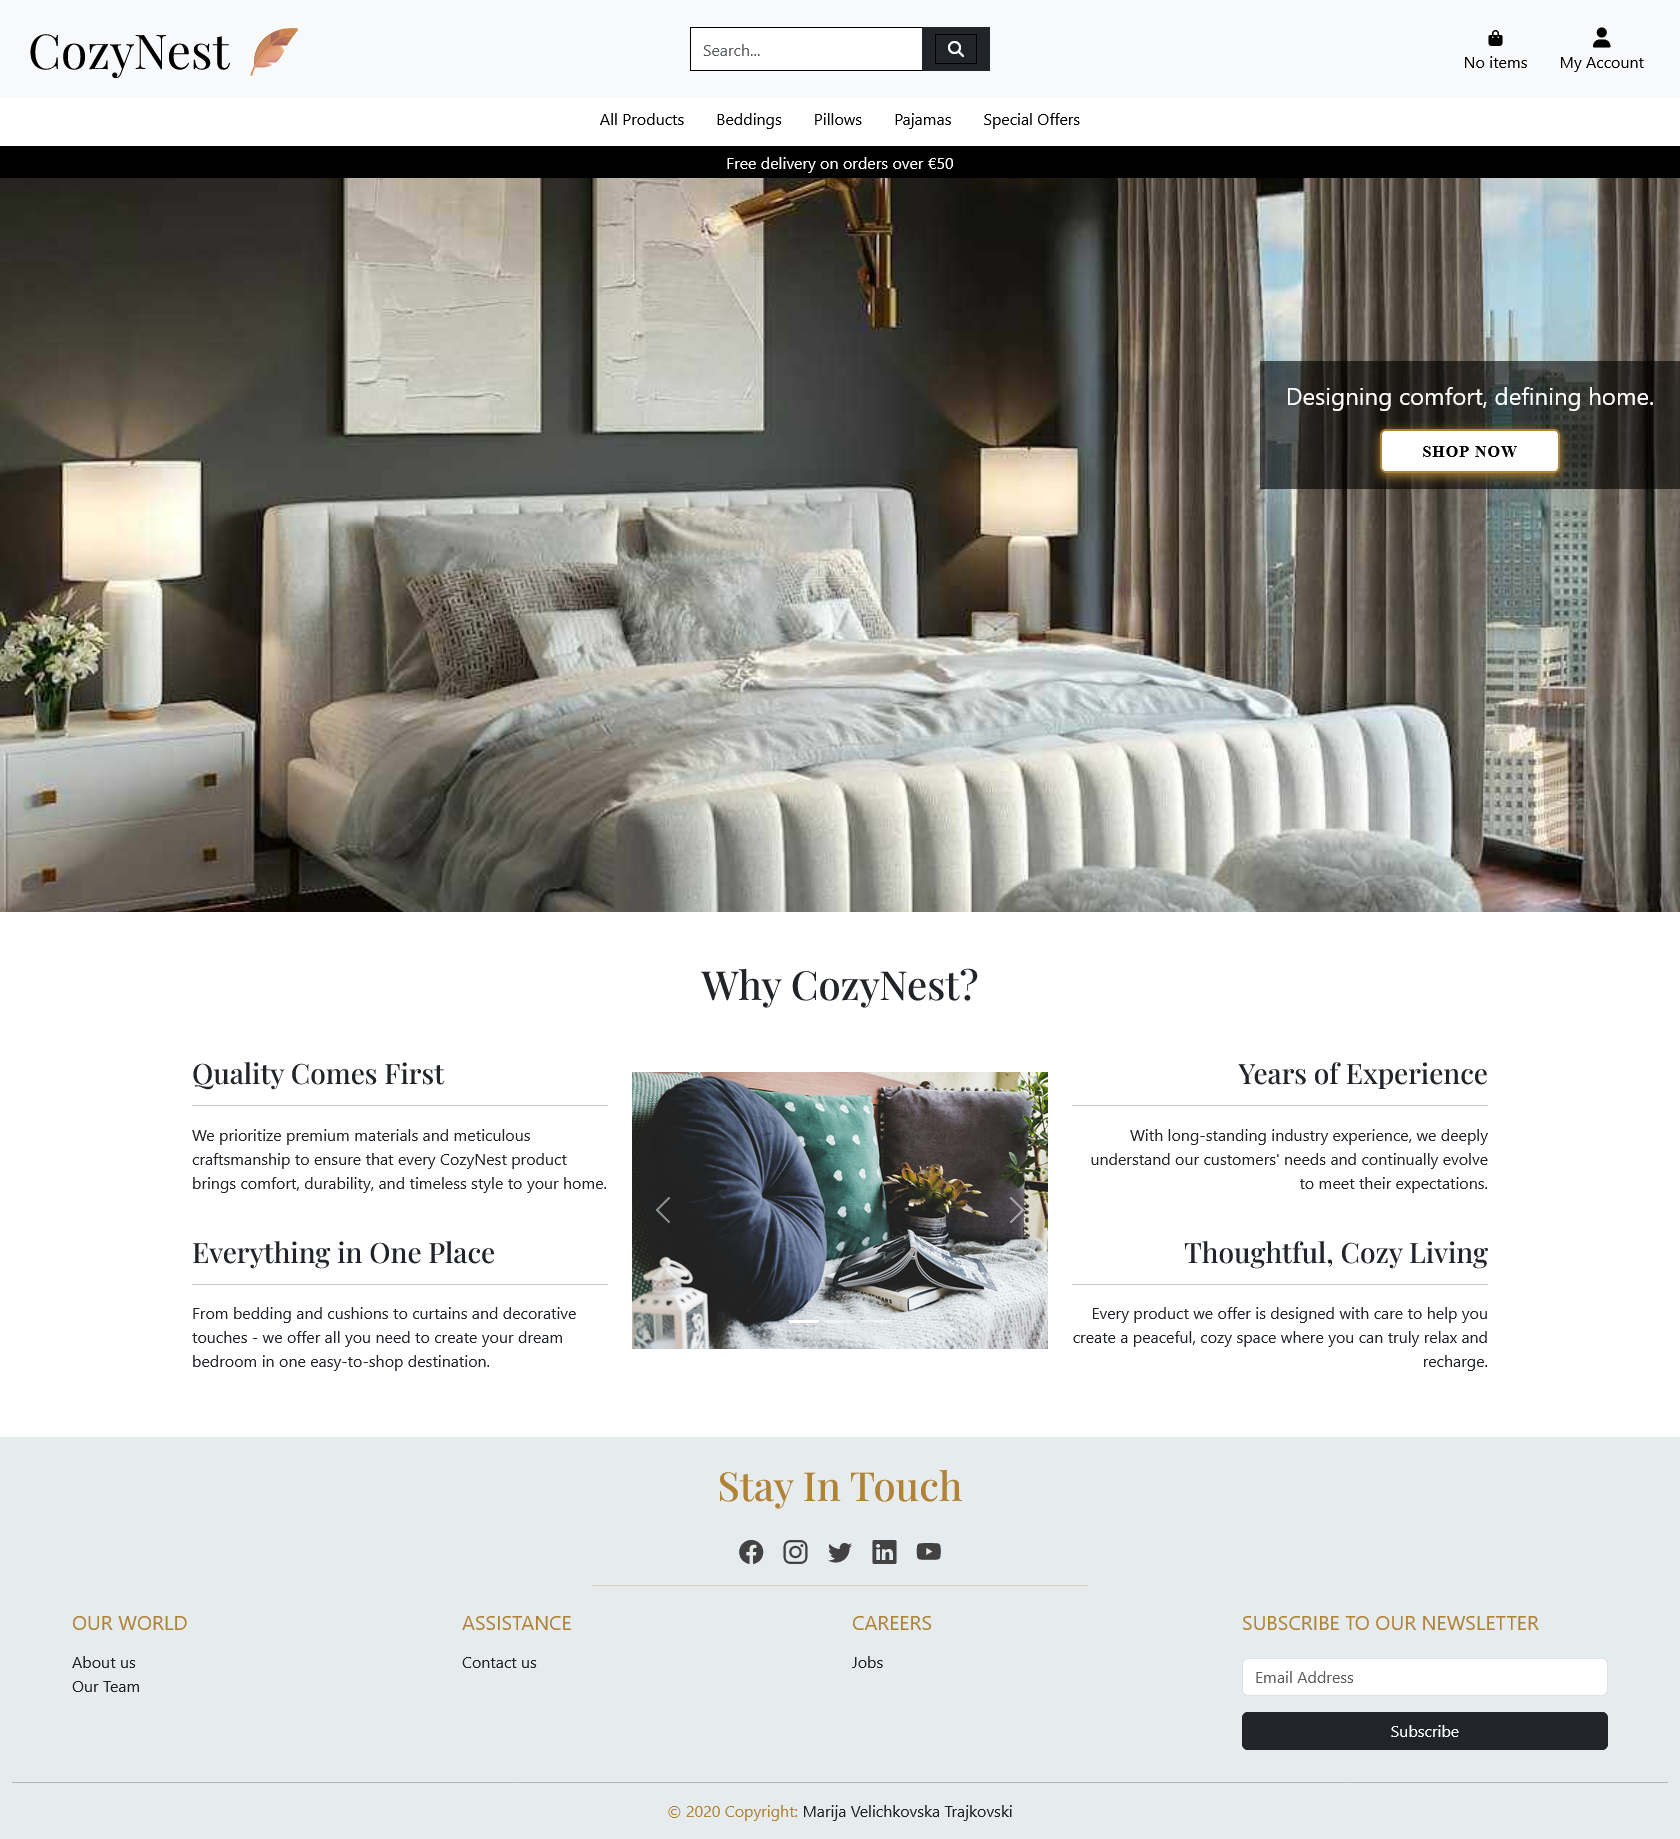 CozyNest
Search...
No items
My Account
All Products
Beddings
Pillows
Pajamas
Special Offers
Free delivery on orders over €50
Designing comfort, defining home.
SHOP NOW
Why CozyNest?
Quality Comes First
We prioritize premium materials and meticulous
craftsmanship to ensure that every CozyNest product
brings comfort, durability, and timeless style to your home.
Everything in One Place
From bedding and cushions to curtains and decorative
touches - we offer all you need to create your dream
bedroom in one easy-to-shop destination.
Years of Experience
With long-standing industry experience, we deeply
understand our customers' needs and continually evolve
to meet their expectations.
Thoughtful, Cozy Living
Every product we offer is designed with care to help you
create a peaceful, cozy space where you can truly relax and
recharge.
Stay In Touch
OUR WORLD
About us
Our Team
ASSISTANCE
Contact us
CAREERS
Jobs
SUBSCRIBE TO OUR NEWSLETTER
Email Address
Subscribe
© 2020 Copyright: Marija Velichkovska Trajkovski